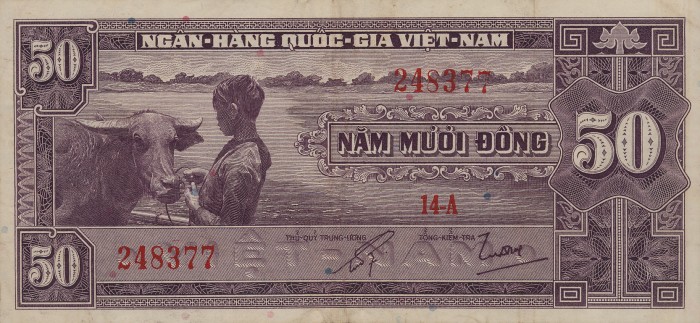 NGÂN-HÀNG QUỐC-GIA VIỆT-NAM
50
248377
NĂM MƯƠI ĐỒNG
50
14-A
THỦ-QUỸ TRUNG-ƯƠNG
TỔNG-KIỂM-TRA
248377
50